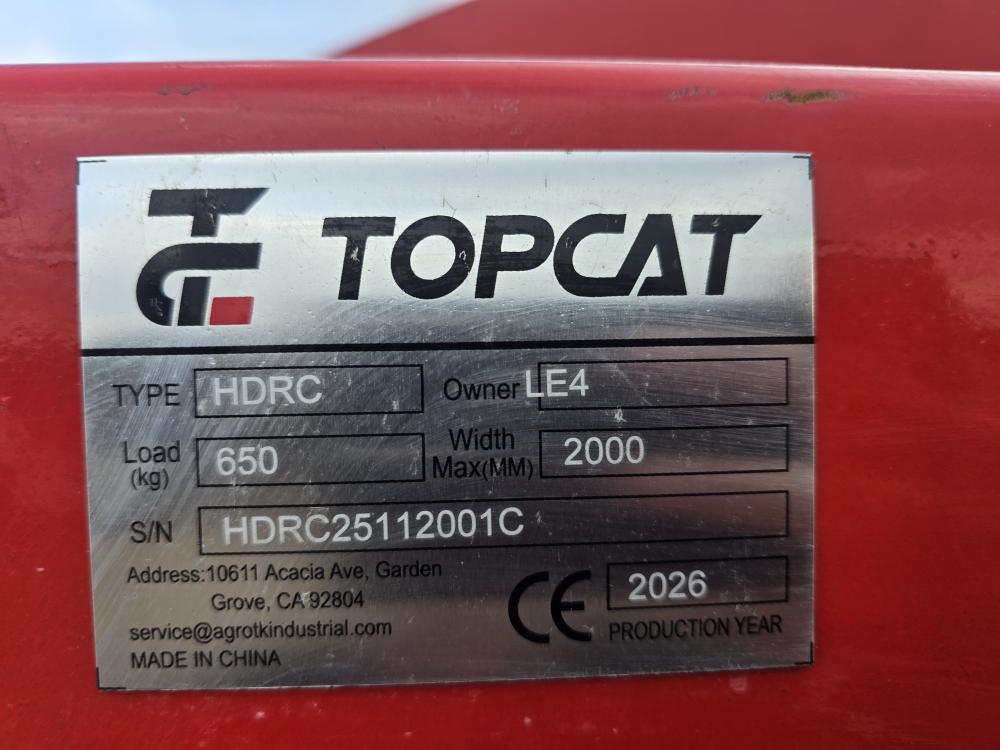 TOPCAT
TYPE HDRC Owner LE4
Load (kg) 650 Width Max(MM) 2000
S/N HDRC25112001C
Address:10611 Acacia Ave, Garden
Grove, CA 92804
service@agrotkindustrial.com
MADE IN CHINA
CE 2026
PRODUCTION YEAR